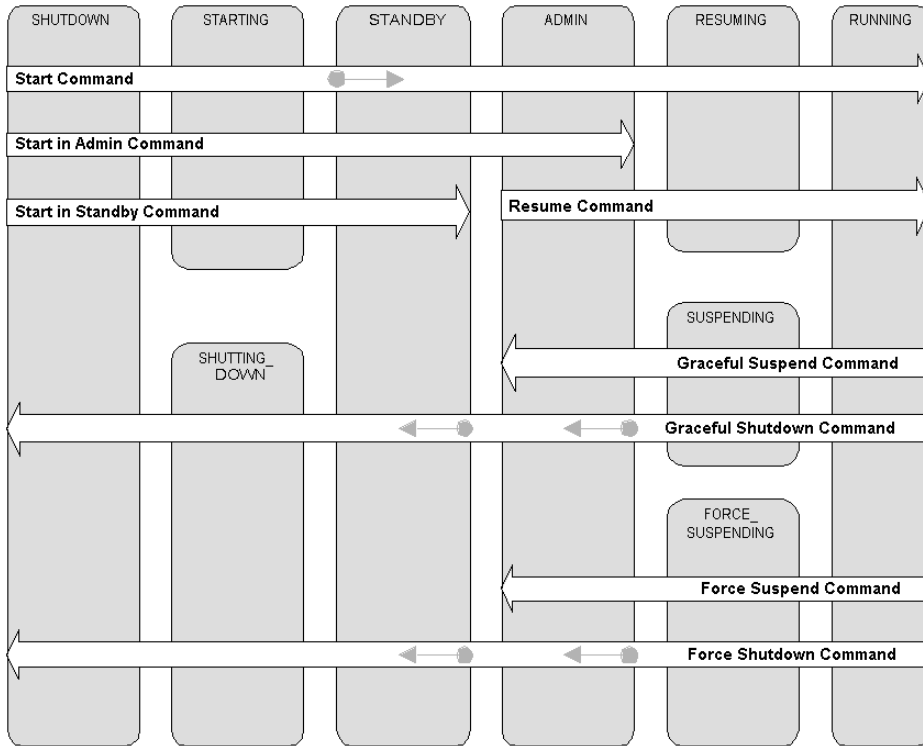 SHUTDOWN STARTING STANDBY ADMIN RESUMING RUNNING
Start Command
Start in Admin Command
Start in Standby Command
Resume Command
SUSPENDING
SHUTTING_
DOWN
Graceful Suspend Command
Graceful Shutdown Command
FORCE_
SUSPENDING
Force Suspend Command
Force Shutdown Command